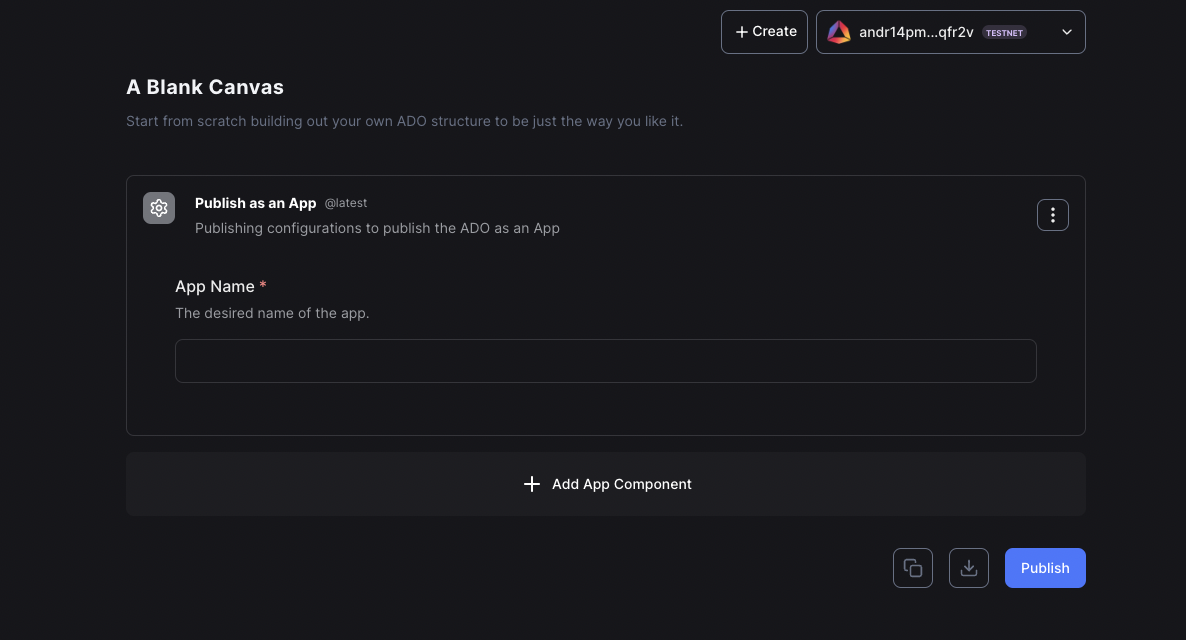 Create
andr14pm...qfr2v TESTNET
A Blank Canvas
Start from scratch building out your own ADO structure to be just the way you like it.
Publish as an App @latest
Publishing configurations to publish the ADO as an App
App Name *
The desired name of the app.
Add App Component
Publish